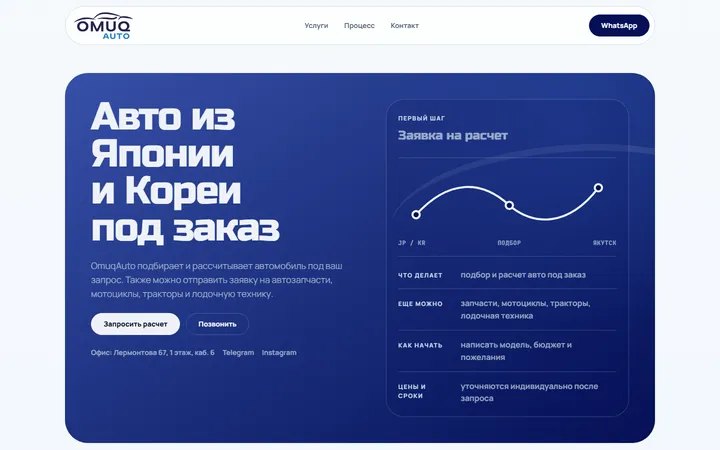 OMUQ
AUTO
Услуги Процесс Контакт
WhatsApp
Авто из
Японии
и Кореи
под заказ
OmuqAuto подбирает и рассчитывает автомобиль под ваш
запрос. Также можно отправить заявку на автозапчасти,
мотоциклы, тракторы и лодочную технику.
Запросить расчет Позвонить
Офис: Лермонтова 67, 1 этаж, каб. 6 Telegram Instagram
ПЕРВЫЙ ШАГ
Заявка на расчет
JP / KR ПОДБОР ЯКУТСК
ЧТО ДЕЛАЕТ подбор и расчет авто под заказ
ЕЩЕ МОЖНО запчасти, мотоциклы, тракторы,
лодочная техника
КАК НАЧАТЬ написать модель, бюджет и
пожелания
ЦЕНЫ И уточняются индивидуально после
СРОКИ запроса